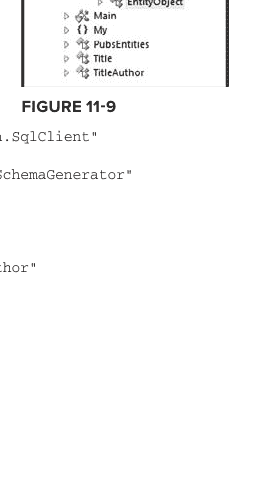 EntityObject
Main
{} My
PubsEntities
Title
TitleAuthor
FIGURE 11-9
.SqlClient"
SchemaGenerator"
hor"